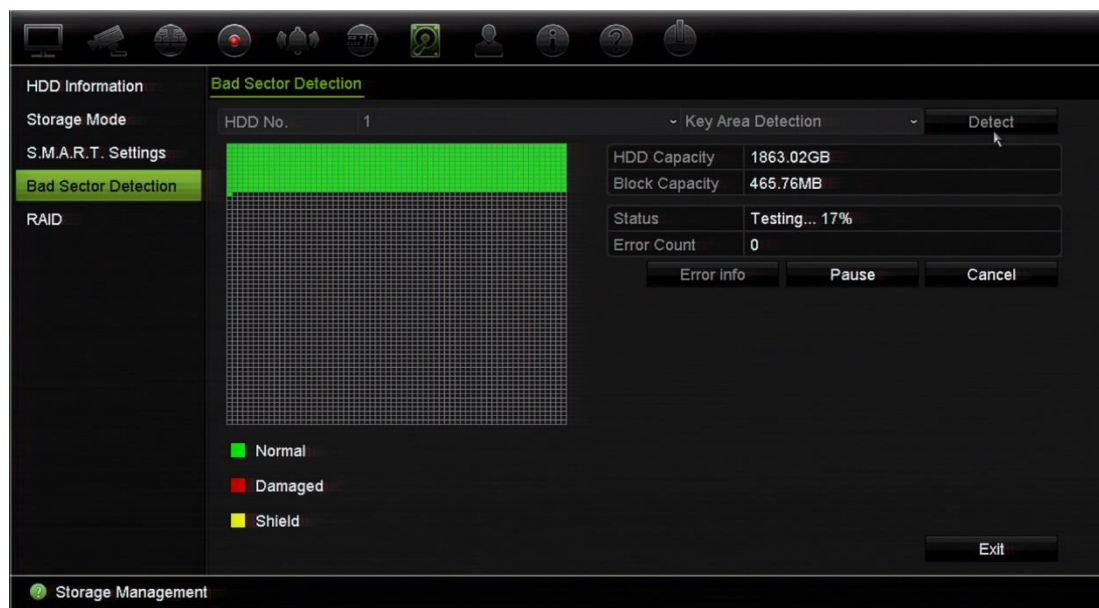 HDD Information
Storage Mode
S.M.A.R.T. Settings
Bad Sector Detection
RAID
Bad Sector Detection
HDD No. 1 Key Area Detection Detect
HDD Capacity 1863.02GB
Block Capacity 465.76MB
Status Testing... 17%
Error Count 0
Error info Pause Cancel
Normal
Damaged
Shield
Exit
Storage Management